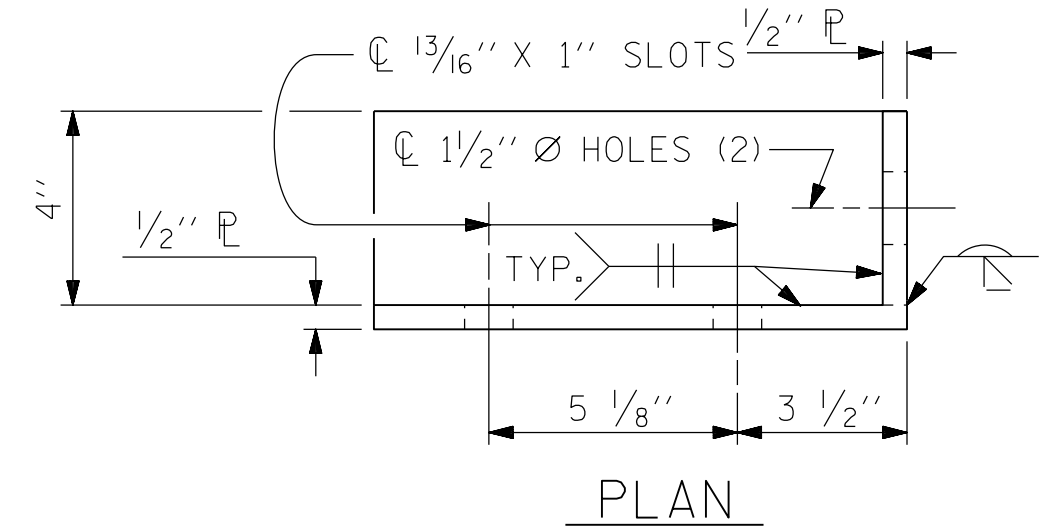 ℄ 13/16" X 1" SLOTS
1/2" ⅊
℄ 1 1/2" Ø HOLES (2)
4"
1/2" ⅊
TYP.
5 1/8"
3 1/2"
PLAN